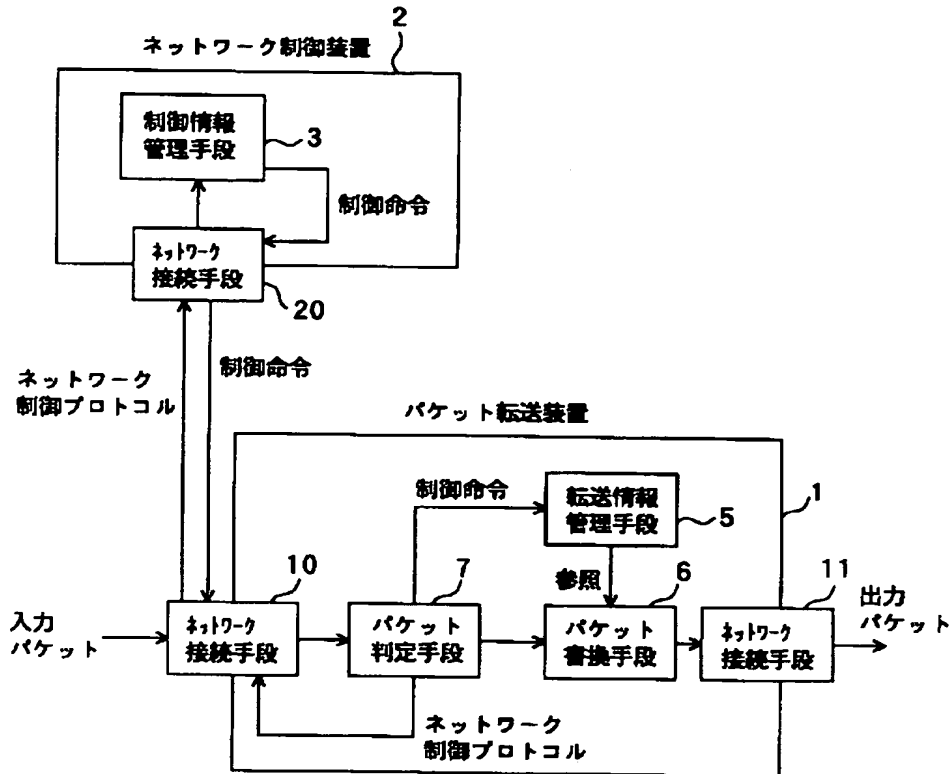 2
ネットワーク制御装置
制御情報
管理手段
3
制御命令
ネットワーク
接続手段
20
制御命令
ネットワーク
制御プロトコル
パケット転送装置
制御命令
転送情報
管理手段
5
1
参照
10
7
6
11
入力
パケット
ネットワーク
接続手段
パケット
判定手段
パケット
書換手段
ネットワーク
接続手段
出力
パケット
ネットワーク
制御プロトコル